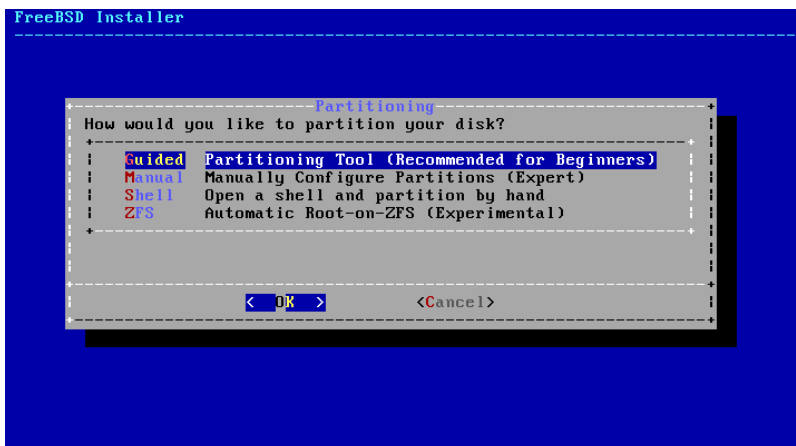 FreeBSD Installer
Partitioning
How would you like to partition your disk?
Guided Partitioning Tool (Recommended for Beginners)
Manual Manually Configure Partitions (Expert)
Shell Open a shell and partition by hand
ZFS Automatic Root-on-ZFS (Experimental)
< OK > <Cancel>